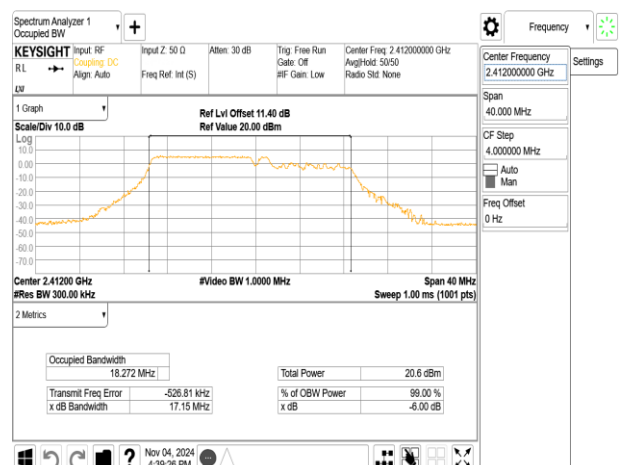 Spectrum Analyzer 1
Occupied BW
Frequency
KEYSIGHT
Input: RF
Coupling: DC
Align: Auto
Input Z: 50 Ω
Freq Ref: Int (S)
Atten: 30 dB
Trig: Free Run
Gate: Off
#IF Gain: Low
Center Freq: 2.412000000 GHz
Avg|Hold: 50/50
Radio Std: None
RL
LXI
Center Frequency
2.412000000 GHz
Settings
Span
40.000 MHz
CF Step
4.000000 MHz
Auto
Man
Freq Offset
0 Hz
1 Graph
Scale/Div 10.0 dB
Ref Lvl Offset 11.40 dB
Ref Value 20.00 dBm
Log
10.0
0.00
-10.0
-20.0
-30.0
-40.0
-50.0
-60.0
-70.0
Center 2.41200 GHz
#Video BW 1.0000 MHz
Span 40 MHz
#Res BW 300.00 kHz
Sweep 1.00 ms (1001 pts)
2 Metrics
Occupied Bandwidth
18.272 MHz
Total Power 20.6 dBm
Transmit Freq Error -526.81 kHz
% of OBW Power 99.00 %
x dB Bandwidth 17.15 MHz
x dB -6.00 dB
Nov 04, 2024
4:39:26 PM